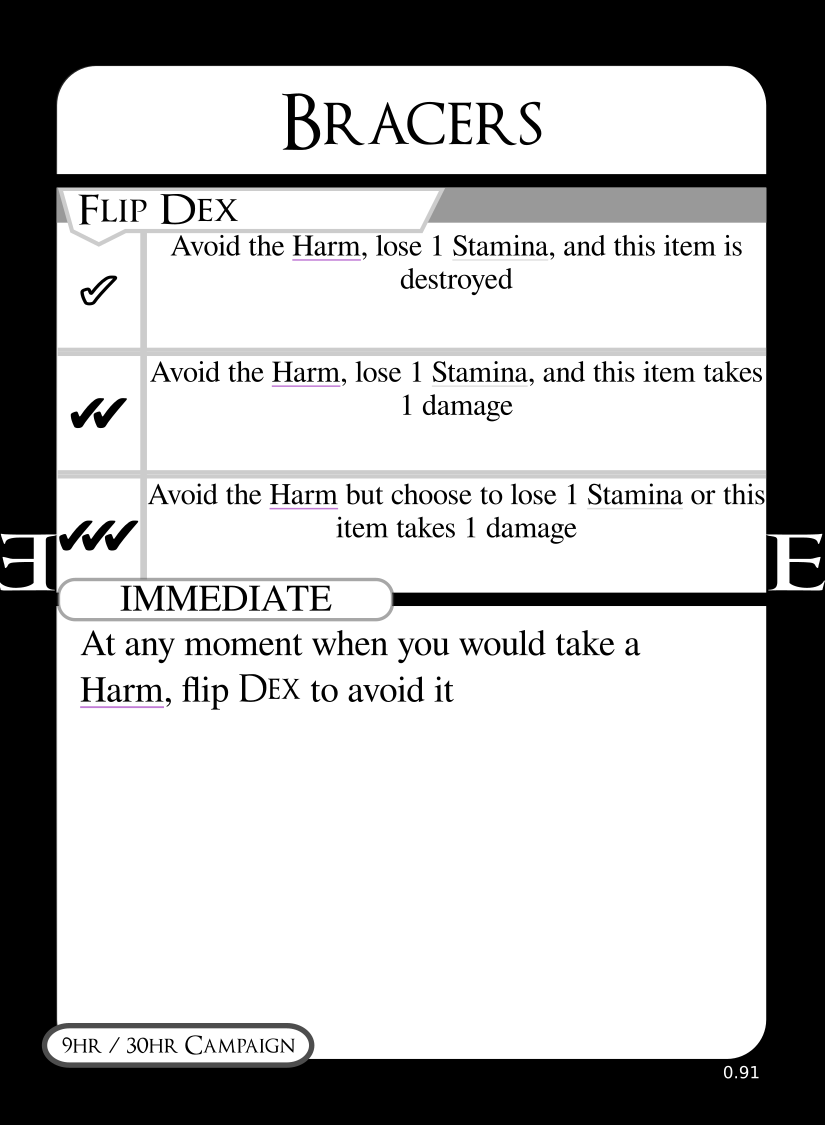 BRACERS
FLIP DEX
Avoid the Harm, lose 1 Stamina, and this item is
destroyed
Avoid the Harm, lose 1 Stamina, and this item takes
1 damage
Avoid the Harm but choose to lose 1 Stamina or this
item takes 1 damage
E
E
IMMEDIATE
At any moment when you would take a
Harm, flip DEX to avoid it
9HR / 30HR CAMPAIGN
0.91